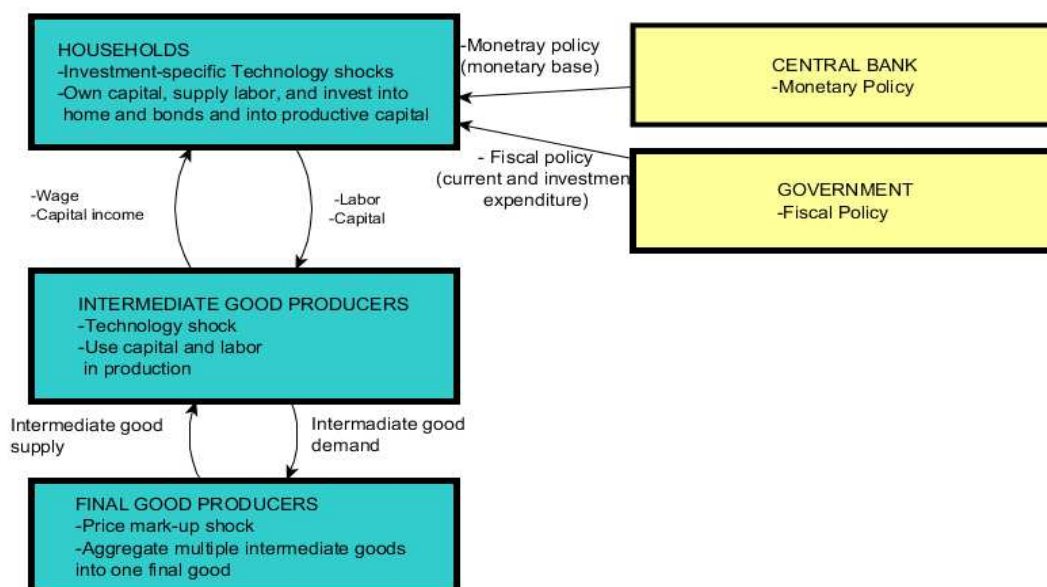 HOUSEHOLDS
-Investment-specific Technology shocks
-Own capital, supply labor, and invest into
home and bonds and into productive capital
-Monetray policy
(monetary base)
CENTRAL BANK
-Monetary Policy
- Fiscal policy
(current and investmen
expenditure)
GOVERNMENT
-Fiscal Policy
-Wage
-Capital income
-Labor
-Capital
INTERMEDIATE GOOD PRODUCERS
-Technology shock
-Use capital and labor
in production
Intermediate good
supply
Intermadiate good
demand
FINAL GOOD PRODUCERS
-Price mark-up shock
-Aggregate multiple intermediate goods
into one final good